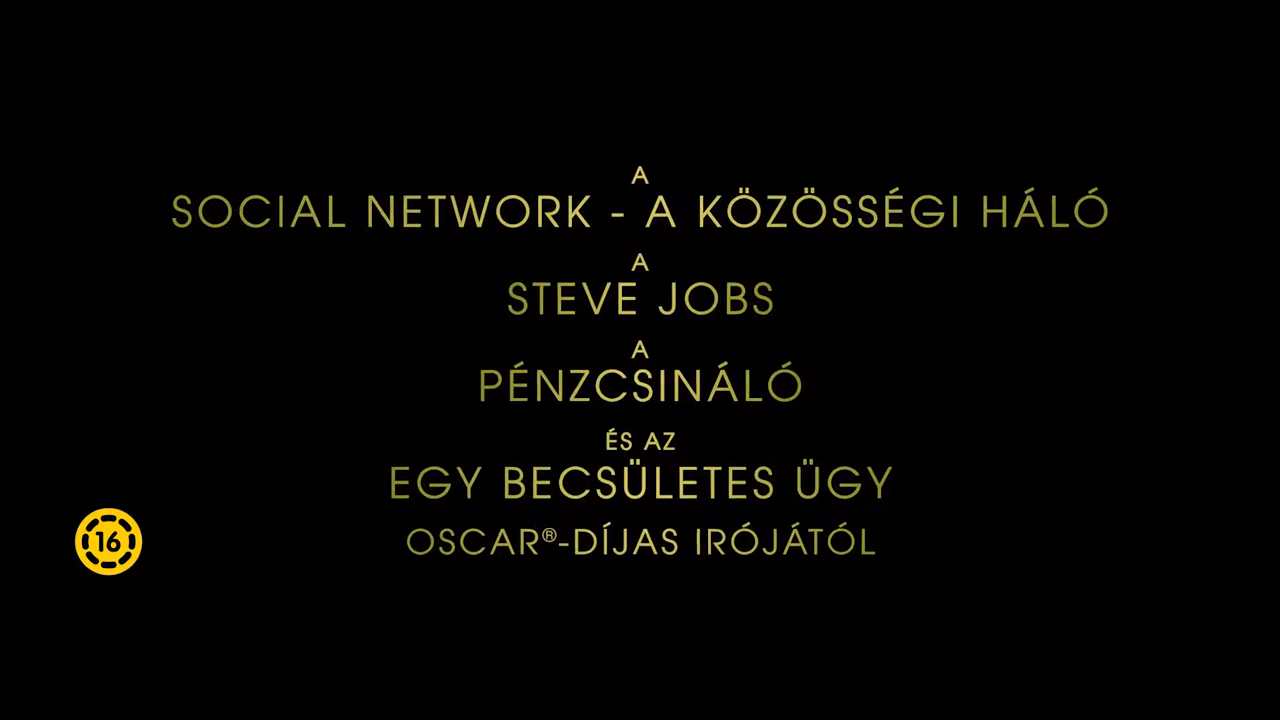 A
SOCIAL NETWORK - A KÖZÖSSÉGI HÁLÓ
A
STEVE JOBS
A
PÉNZCSINÁLÓ
ÉS AZ
EGY BECSÜLETES ÜGY
OSCAR®-DÍJAS IRÓJÁTÓL
16